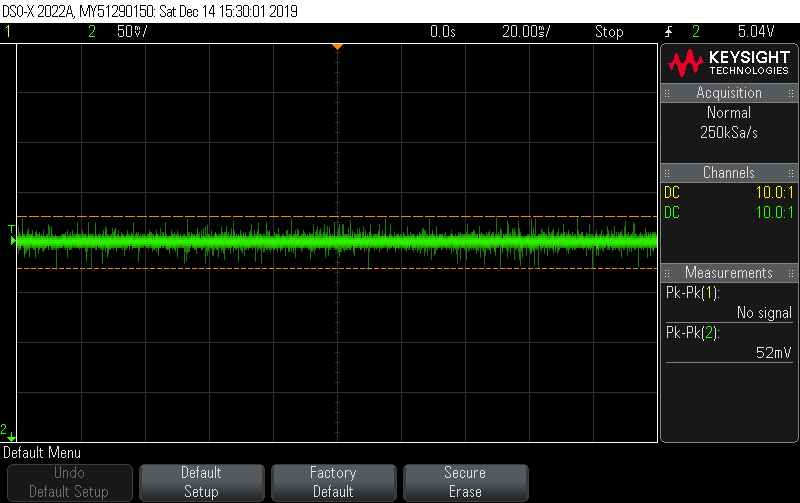 DSO-X 2022A, MY51290150: Sat Dec 14 15:30:01 2019
1 2 50mV/ 0.0s 20.00ms/ Stop 2 5.04V
KEYSIGHT
TECHNOLOGIES
Acquisition
Normal
250kSa/s
Channels
DC 10.0:1
DC 10.0:1
T
Measurements
Pk-Pk(1):
No signal
Pk-Pk(2):
52mV
2
Default Menu
Undo
Default Setup
Default
Setup
Factory
Default
Secure
Erase